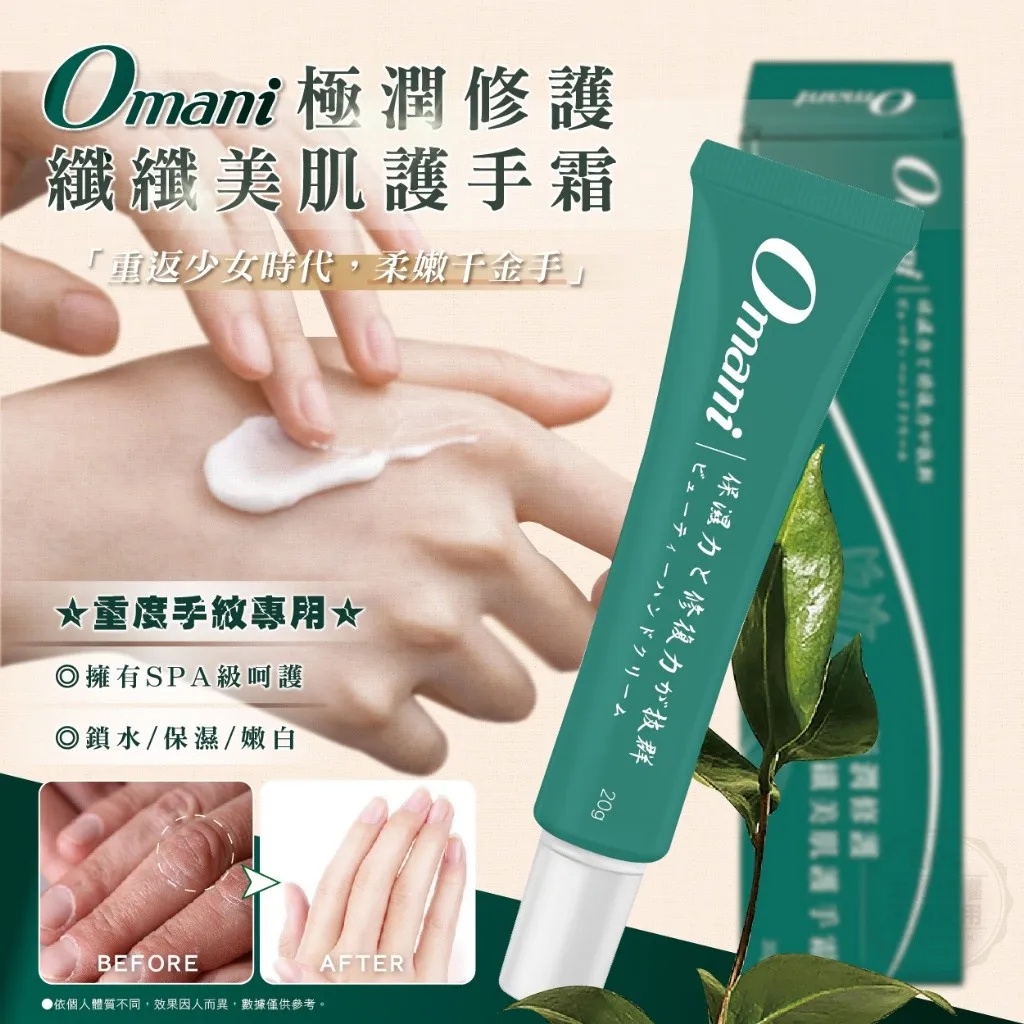 Omani 極潤修護
纖纖美肌護手霜
「重返少女時代，柔嫩千金手」
★重度手紋專用★
◎擁有SPA級呵護
◎鎖水/保濕/嫩白
BEFORE
AFTER
●依個人體質不同，效果因人而異，數據僅供參考。
Omani
保濕力と修復力が抜群
ビューティーハンドクリーム
20g
Omani